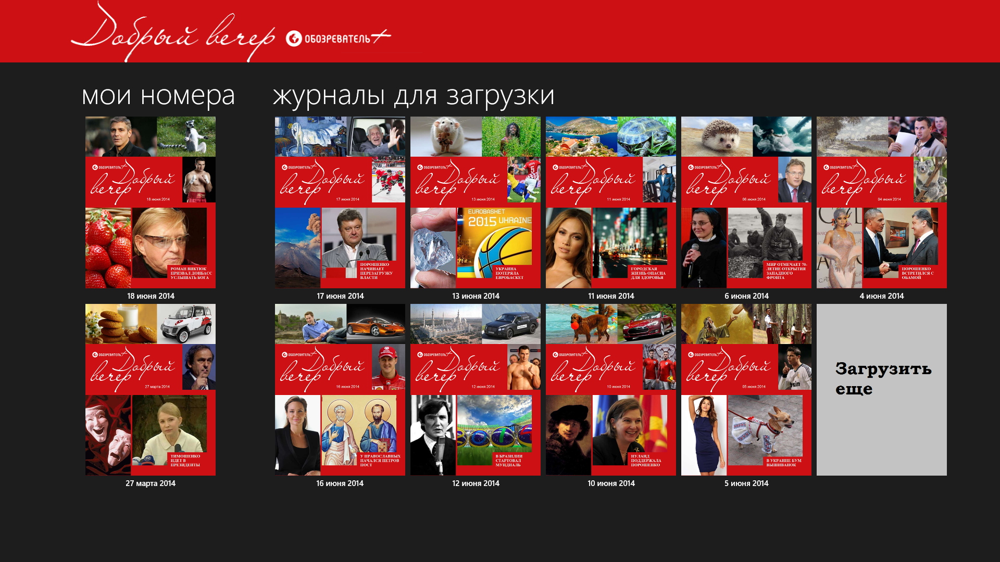 Добрый вечер ОБОЗРЕВАТЕЛЬ+
мои номера
журналы для загрузки
ОБОЗРЕВАТЕЛЬ+
Добрый
вечер
18 июня 2014
РОМАН ВИКТЮК
ПРИЗВАЛ ДОНБАСС
УСЛЫШАТЬ БОГА
18 июня 2014
ОБОЗРЕВАТЕЛЬ+
Добрый
вечер
27 марта 2014
ТИМОШЕНКО
ИДЕТ В
ПРЕЗИДЕНТЫ
27 марта 2014
ОБОЗРЕВАТЕЛЬ+
Добрый
вечер
17 июня 2014
ПОРОШЕНКО
НАЧИНАЕТ
ПЕРЕЗАГРУЗКУ
ВЛАСТИ
17 июня 2014
ОБОЗРЕВАТЕЛЬ+
Добрый
вечер
13 июня 2014
EUROBASKET
2015 UKRAINE
УКРАИНА
ПОТЕРЯЛА
ЕВРОБАСКЕТ
13 июня 2014
ОБОЗРЕВАТЕЛЬ+
Добрый
вечер
11 июня 2014
ГОРОДСКАЯ
ЖИЗНЬ ОПАСНА
ДЛЯ ЗДОРОВЬЯ
11 июня 2014
ОБОЗРЕВАТЕЛЬ+
Добрый
вечер
06 июня 2014
МИР ОТМЕЧАЕТ 70-
ЛЕТИЕ ОТКРЫТИЯ
ЗАПАДНОГО
ФРОНТА
6 июня 2014
ОБОЗРЕВАТЕЛЬ+
Добрый
вечер
04 июня 2014
ПОРОШЕНКО
ВСТРЕТИЛСЯ С
ОБАМОЙ
4 июня 2014
ОБОЗРЕВАТЕЛЬ+
Добрый
вечер
16 июня 2014
У ПРАВОСЛАВНЫХ
НАЧАЛСЯ ПЕТРОВ
ПОСТ
16 июня 2014
ОБОЗРЕВАТЕЛЬ+
Добрый
вечер
12 июня 2014
В БРАЗИЛИИ
СТАРТОВАЛ
МУНДИАЛЬ
12 июня 2014
ОБОЗРЕВАТЕЛЬ+
Добрый
вечер
10 июня 2014
НУЛАНД
ПОДДЕРЖАЛА
ПОРОШЕНКО
10 июня 2014
ОБОЗРЕВАТЕЛЬ+
Добрый
вечер
05 июня 2014
В УКРАИНЕ БУМ
ВЫШИВАНОК
5 июня 2014
Загрузить
еще